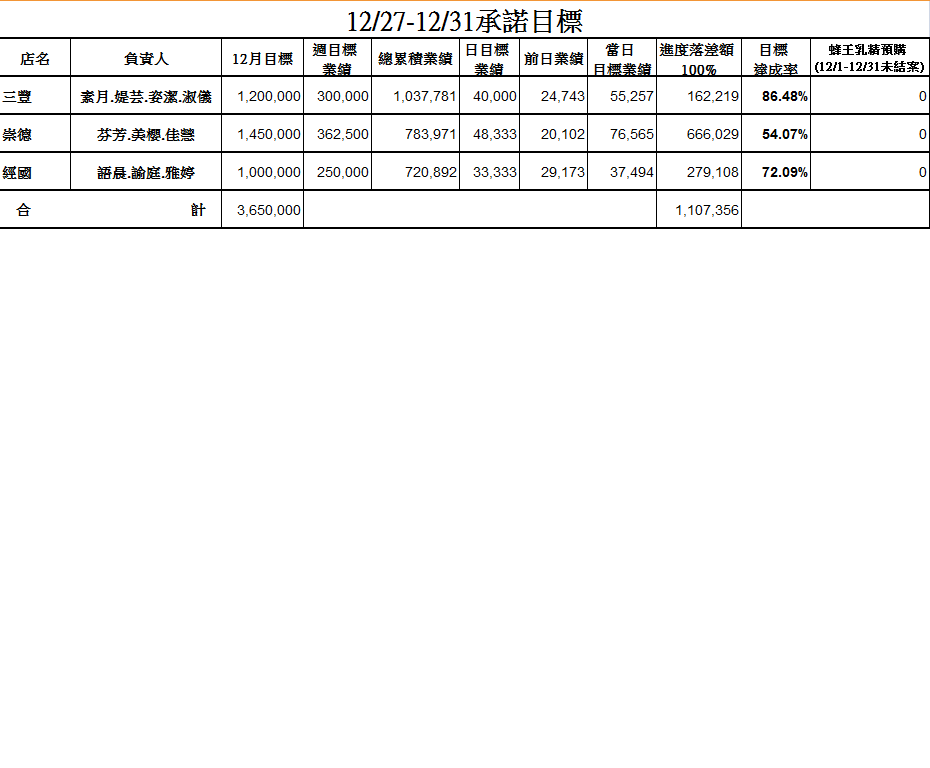 12/27-12/31承諾目標
店名 負責人 12月目標 週目標業績 總累積業績 日目標業績 前日業績 當日目標業績 進度落差額100% 目標達成率 蜂王乳精預購(12/1-12/31未結案)
三豐 素月.媞芸.姿潔.淑儀 1,200,000 300,000 1,037,781 40,000 24,743 55,257 162,219 86.48% 0
崇德 芬芳.美櫻.佳慧 1,450,000 362,500 783,971 48,333 20,102 76,565 666,029 54.07% 0
經國 語晨.諭庭.雅婷 1,000,000 250,000 720,892 33,333 29,173 37,494 279,108 72.09% 0
合 計 3,650,000 1,107,356